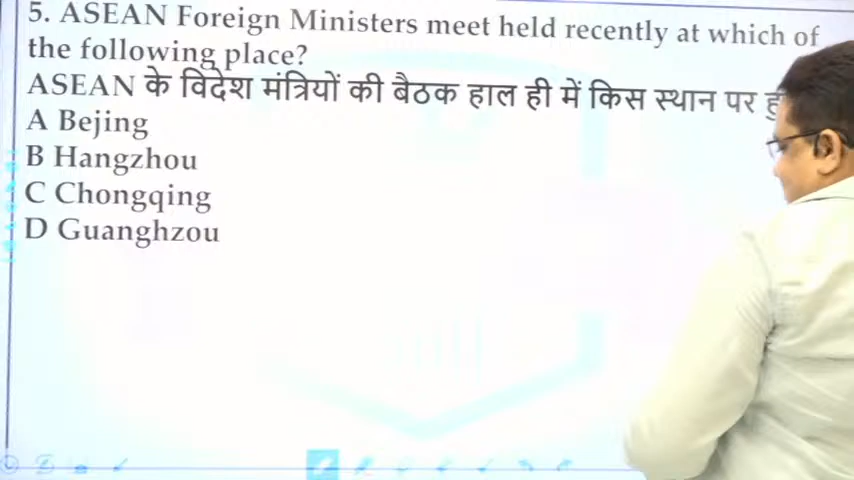 5. ASEAN Foreign Ministers meet held recently at which of
the following place?
ASEAN के विदेश मंत्रियों की बैठक हाल ही में किस स्थान पर
A Bejing
B Hangzhou
C Chongqing
D Guanghzou